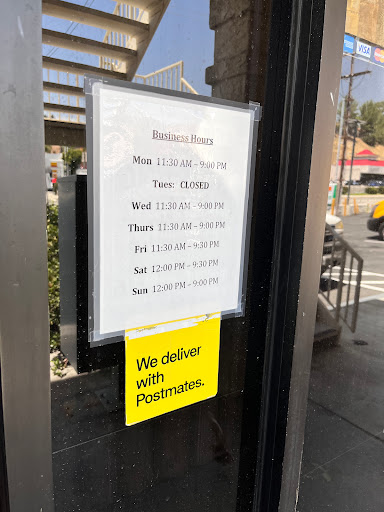 Business Hours
Mon 11:30 AM – 9:00 PM
Tues: CLOSED
Wed 11:30 AM – 9:00 PM
Thurs 11:30 AM – 9:00 PM
Fri 11:30 AM – 9:30 PM
Sat 12:00 PM – 9:30 PM
Sun 12:00 PM – 9:00 PM
We deliver
with
Postmates.
VISA